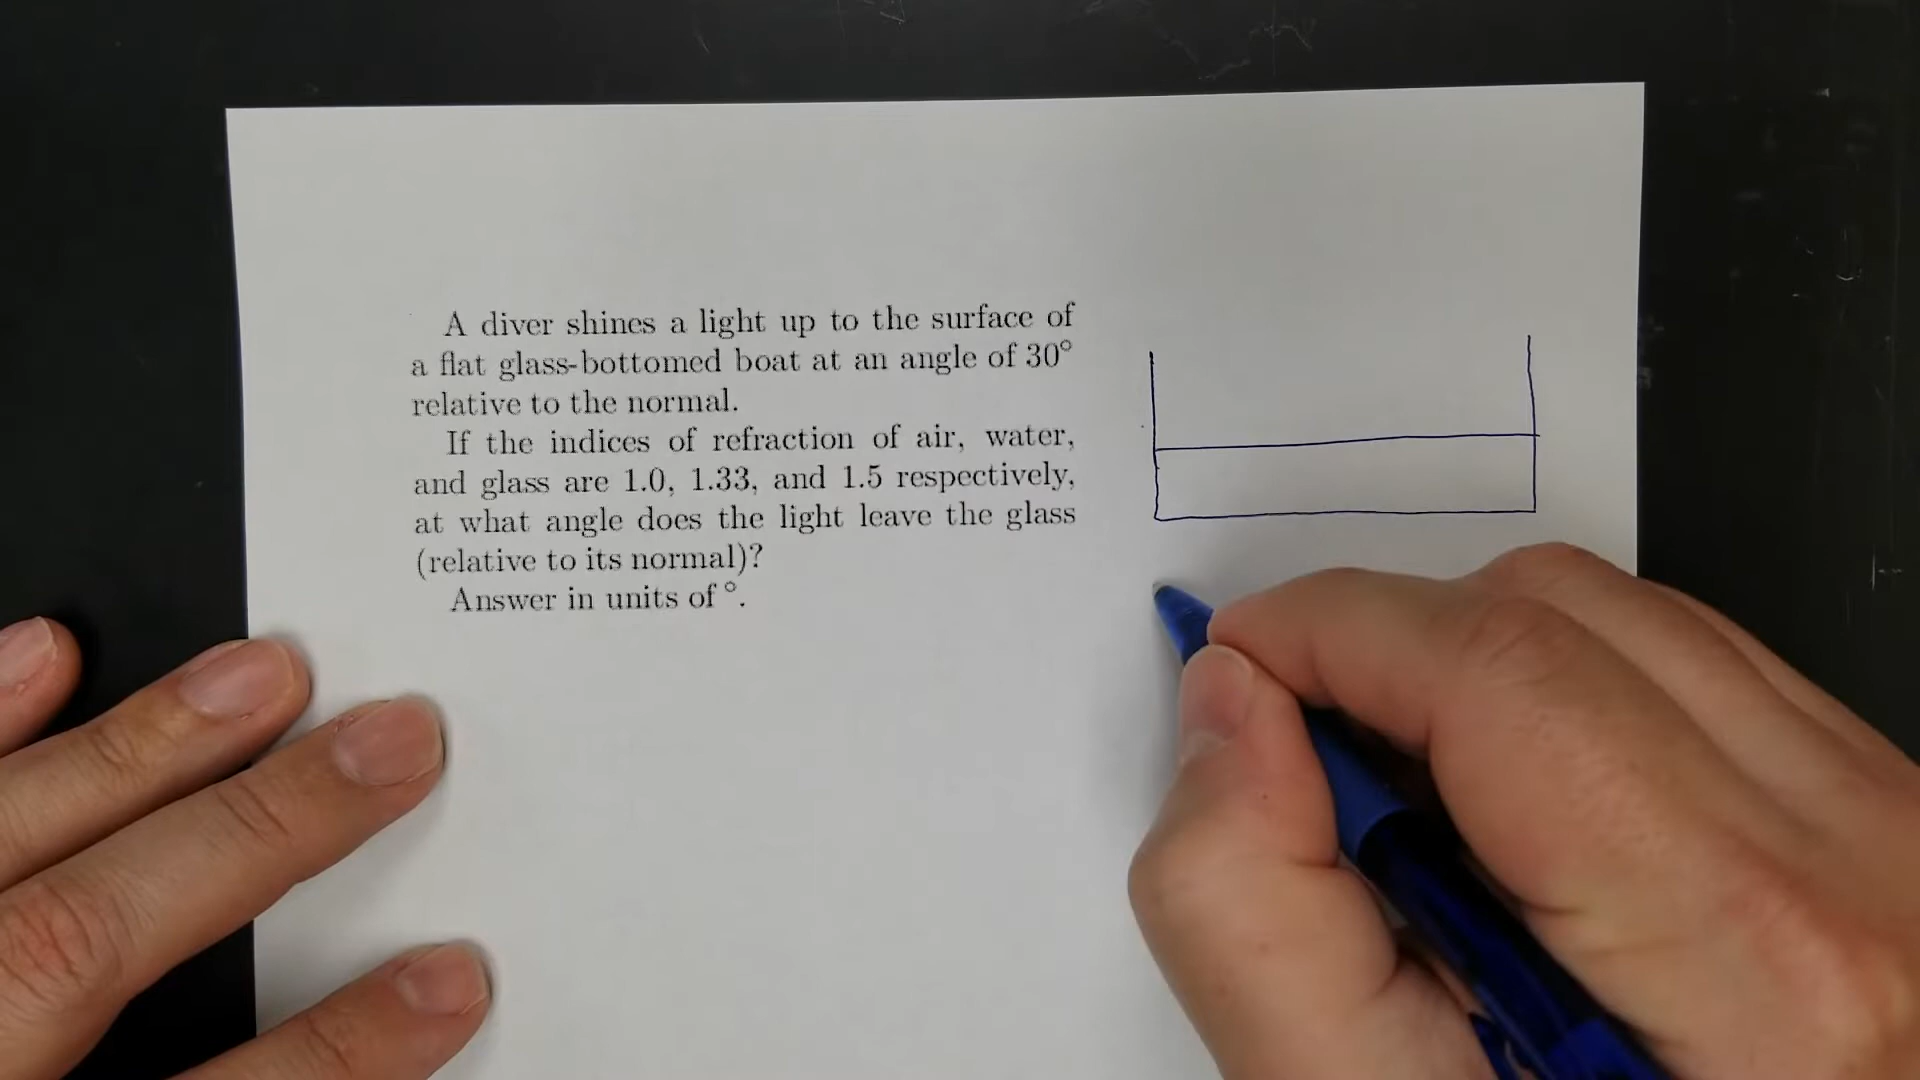 A diver shines a light up to the surface of
a flat glass-bottomed boat at an angle of 30°
relative to the normal.
If the indices of refraction of air, water,
and glass are 1.0, 1.33, and 1.5 respectively,
at what angle does the light leave the glass
(relative to its normal)?
Answer in units of °.